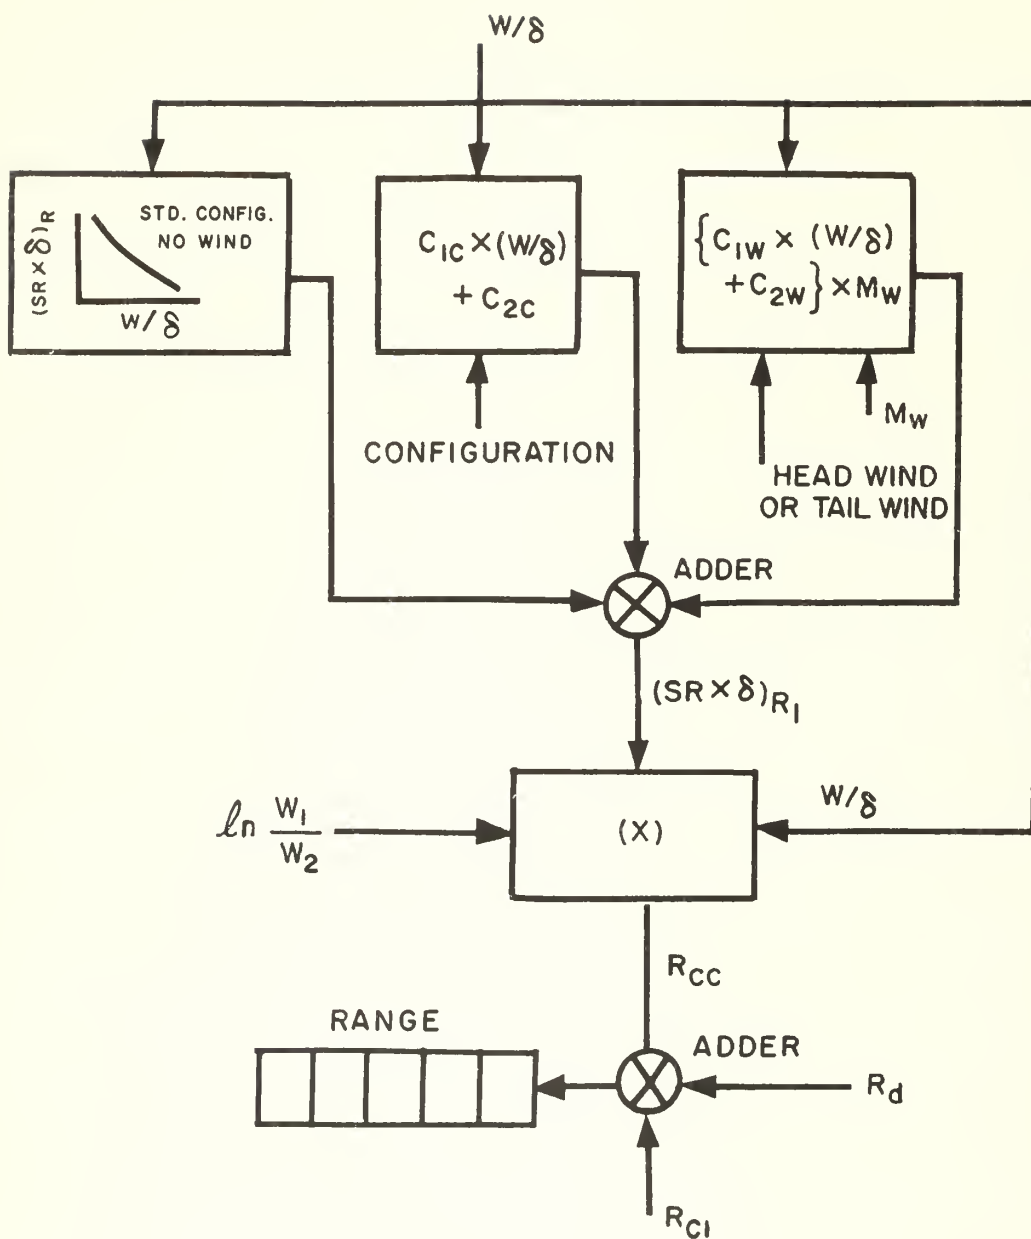 W/δ
(SR × δ)R
STD. CONFIG.
NO WIND
W/δ
C1C × (W/δ)
+ C2C
{C1W × (W/δ)
+ C2W} × MW
CONFIGURATION
MW
HEAD WIND
OR TAIL WIND
ADDER
(SR × δ)R1
ln W1/W2
(X)
W/δ
RCC
RANGE
ADDER
Rd
RC1